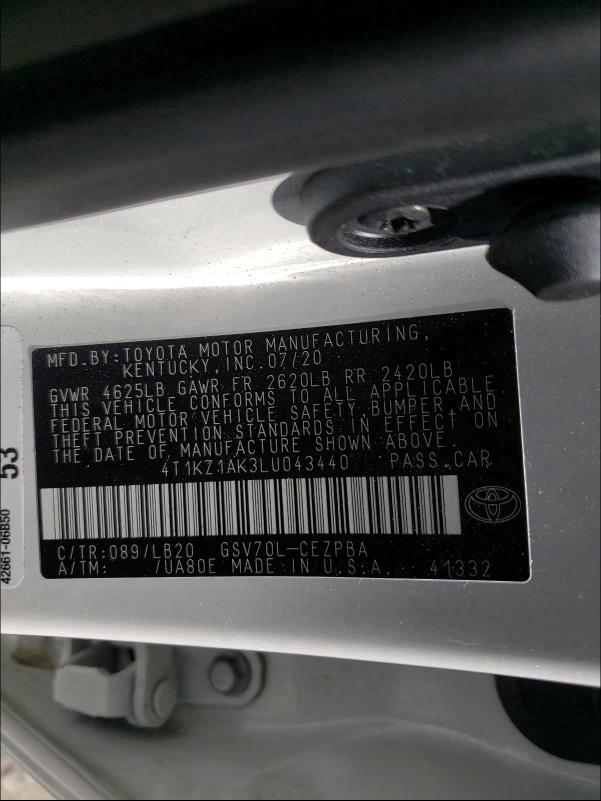 MFD.BY:TOYOTA MOTOR MANUFACTURING,
KENTUCKY,INC.07/20
GVWR 4625LB GAWR FR 2620LB RR 2420LB
THIS VEHICLE CONFORMS TO ALL APPLICABLE
FEDERAL MOTOR VEHICLE SAFETY, BUMPER,AND
THEFT PREVENTION STANDARDS IN EFFECT ON
THE DATE OF MANUFACTURE SHOWN ABOVE.
4T1KZ1AK3LU043440 PASS.CAR
C/TR:089/LB20 GSV70L-CEZPBA
A/TM: /UA80E MADE IN U.S.A. 41332
53
42661-06B50